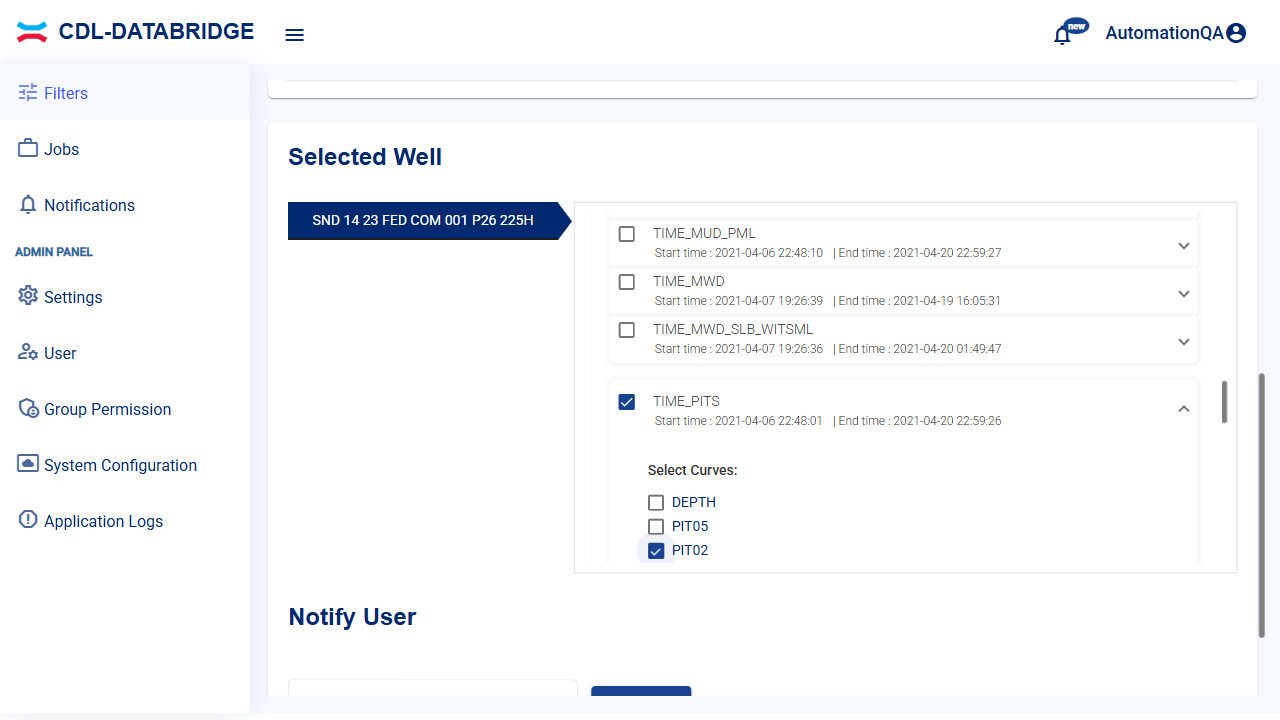 CDL-DATABRIDGE
new
AutomationQA
Filters
Jobs
Notifications
ADMIN PANEL
Settings
User
Group Permission
System Configuration
Application Logs
Selected Well
SND 14 23 FED COM 001 P26 225H
TIME_MUD_PML
Start time : 2021-04-06 22:48:10 | End time : 2021-04-20 22:59:27
TIME_MWD
Start time : 2021-04-07 19:26:39 | End time : 2021-04-19 16:05:31
TIME_MWD_SLB_WITSML
Start time : 2021-04-07 19:26:36 | End time : 2021-04-20 01:49:47
TIME_PITS
Start time : 2021-04-06 22:48:01 | End time : 2021-04-20 22:59:26
Select Curves:
DEPTH
PIT05
PIT02
Notify User